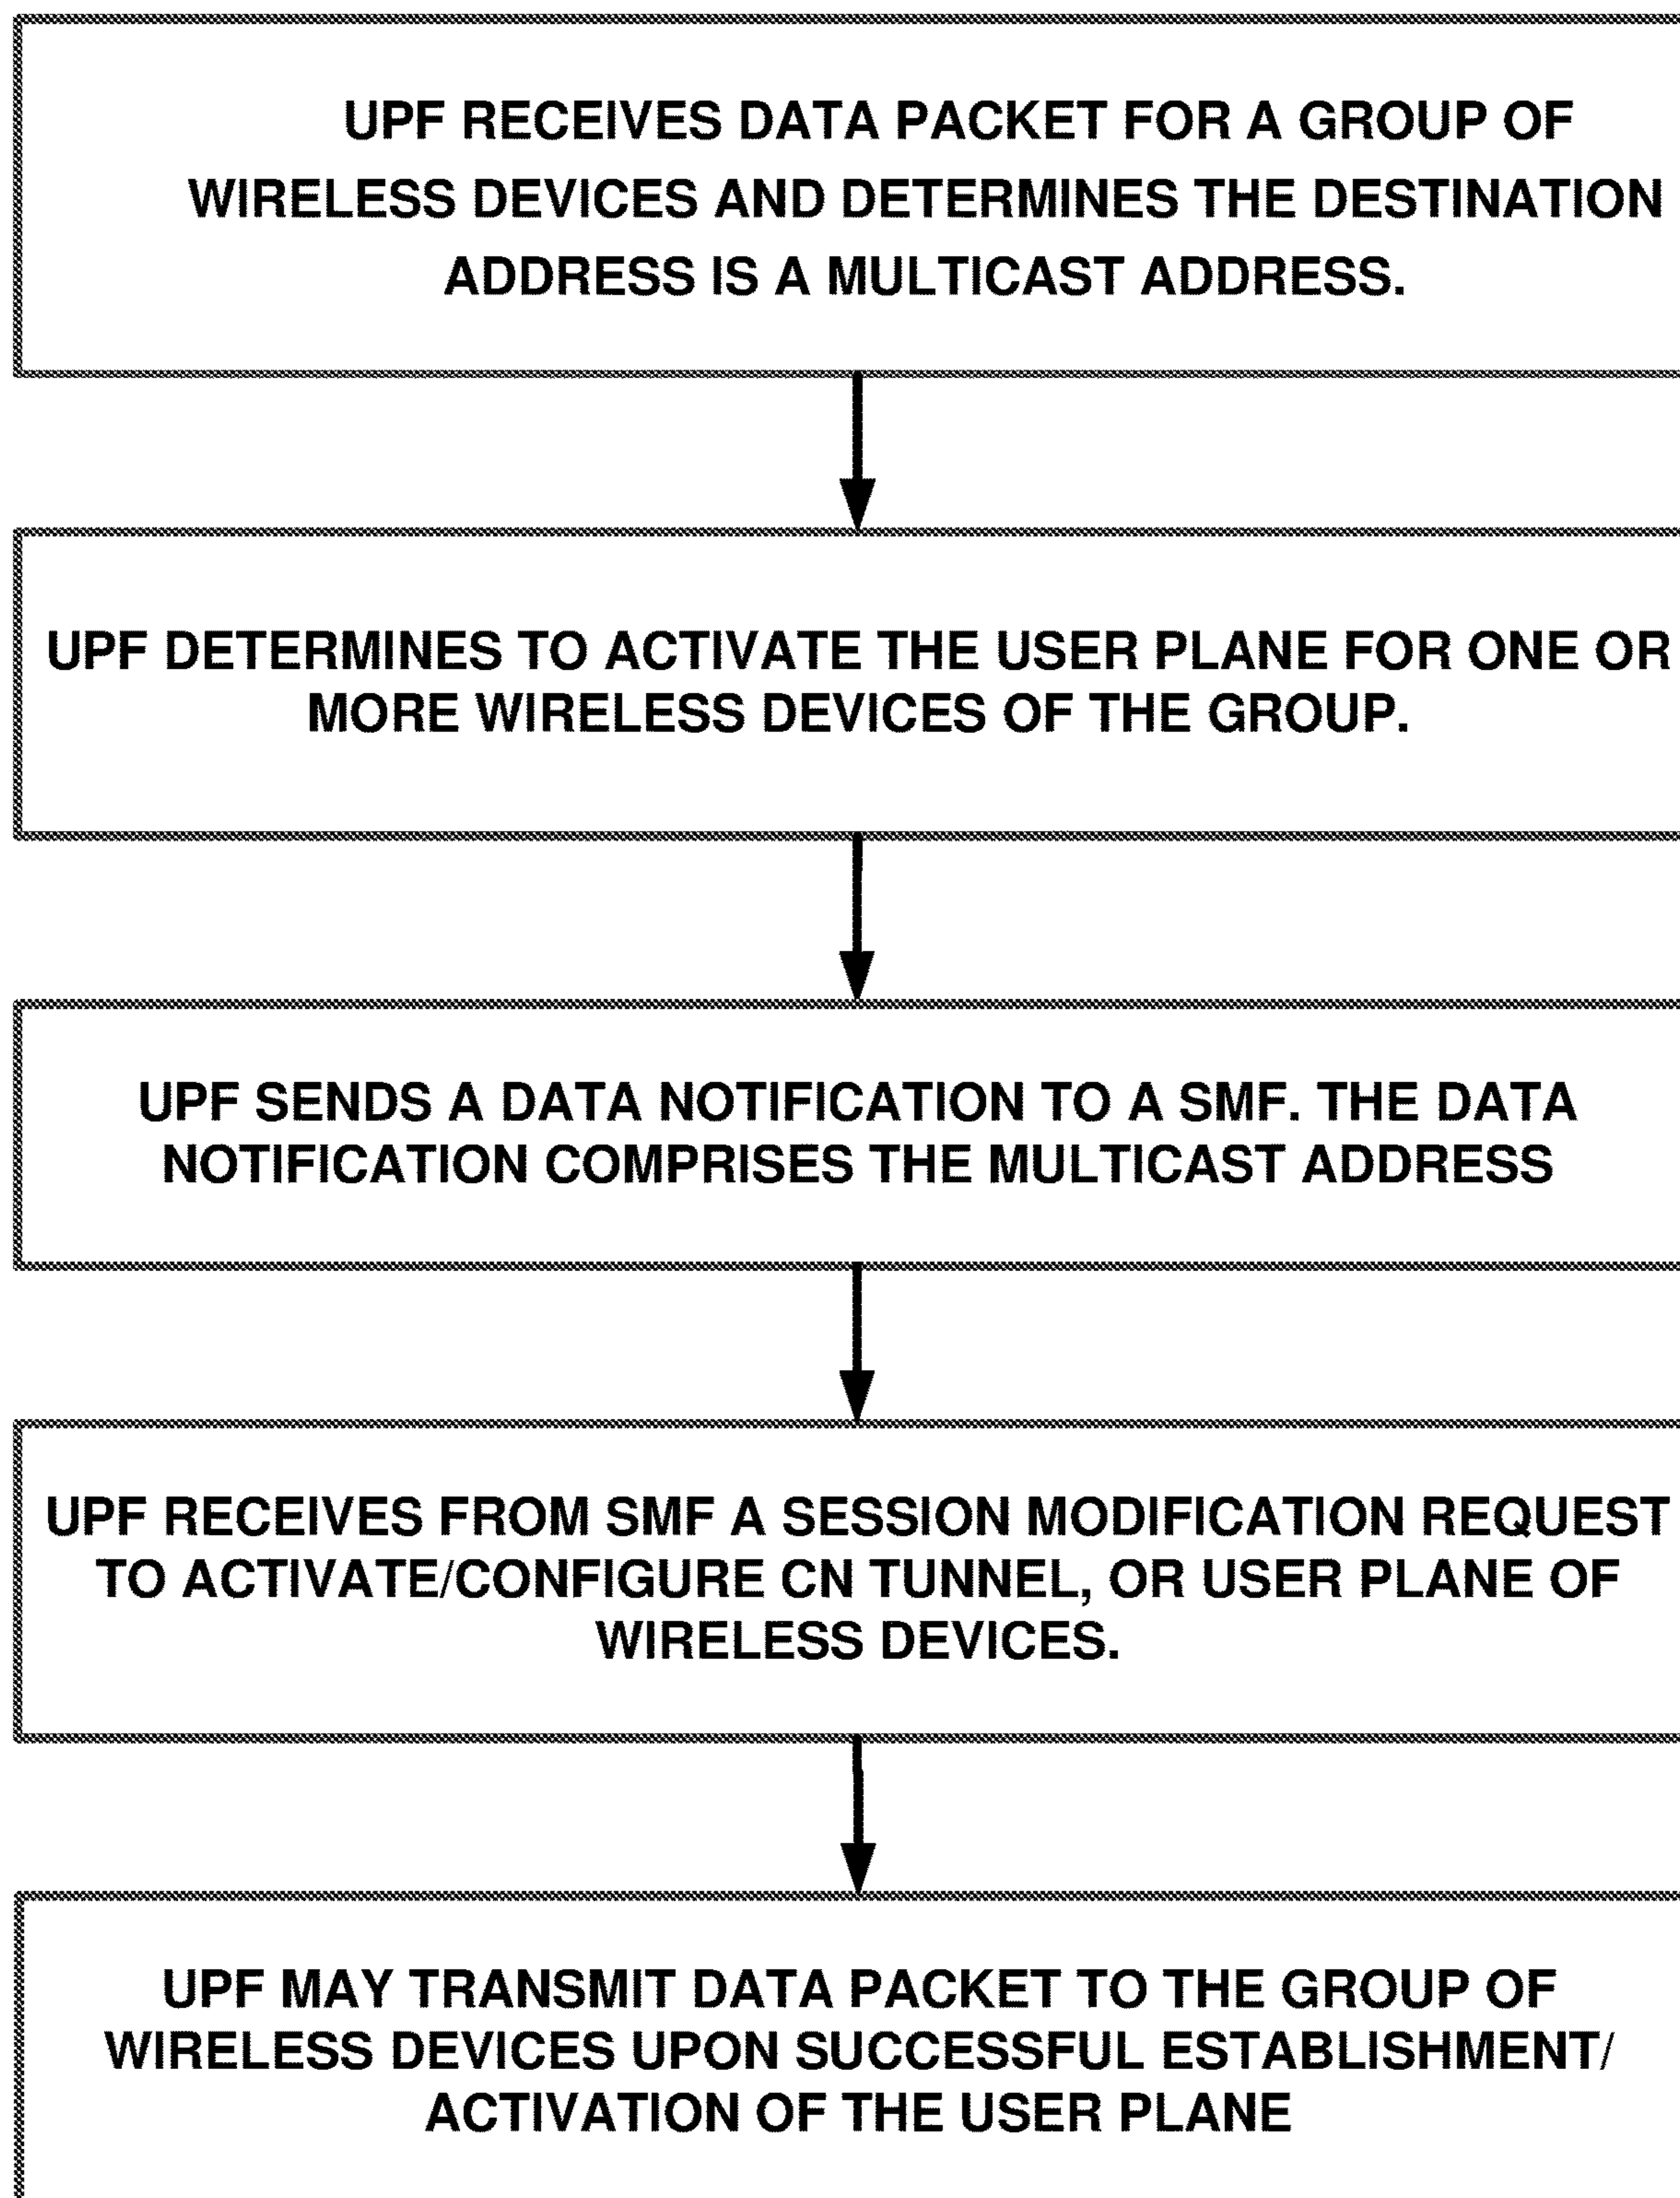 UPF RECEIVES DATA PACKET FOR A GROUP OF
WIRELESS DEVICES AND DETERMINES THE DESTINATION
ADDRESS IS A MULTICAST ADDRESS.
UPF DETERMINES TO ACTIVATE THE USER PLANE FOR ONE OR
MORE WIRELESS DEVICES OF THE GROUP.
UPF SENDS A DATA NOTIFICATION TO A SMF. THE DATA
NOTIFICATION COMPRISES THE MULTICAST ADDRESS
UPF RECEIVES FROM SMF A SESSION MODIFICATION REQUEST
TO ACTIVATE/CONFIGURE CN TUNNEL, OR USER PLANE OF
WIRELESS DEVICES.
UPF MAY TRANSMIT DATA PACKET TO THE GROUP OF
WIRELESS DEVICES UPON SUCCESSFUL ESTABLISHMENT/
ACTIVATION OF THE USER PLANE